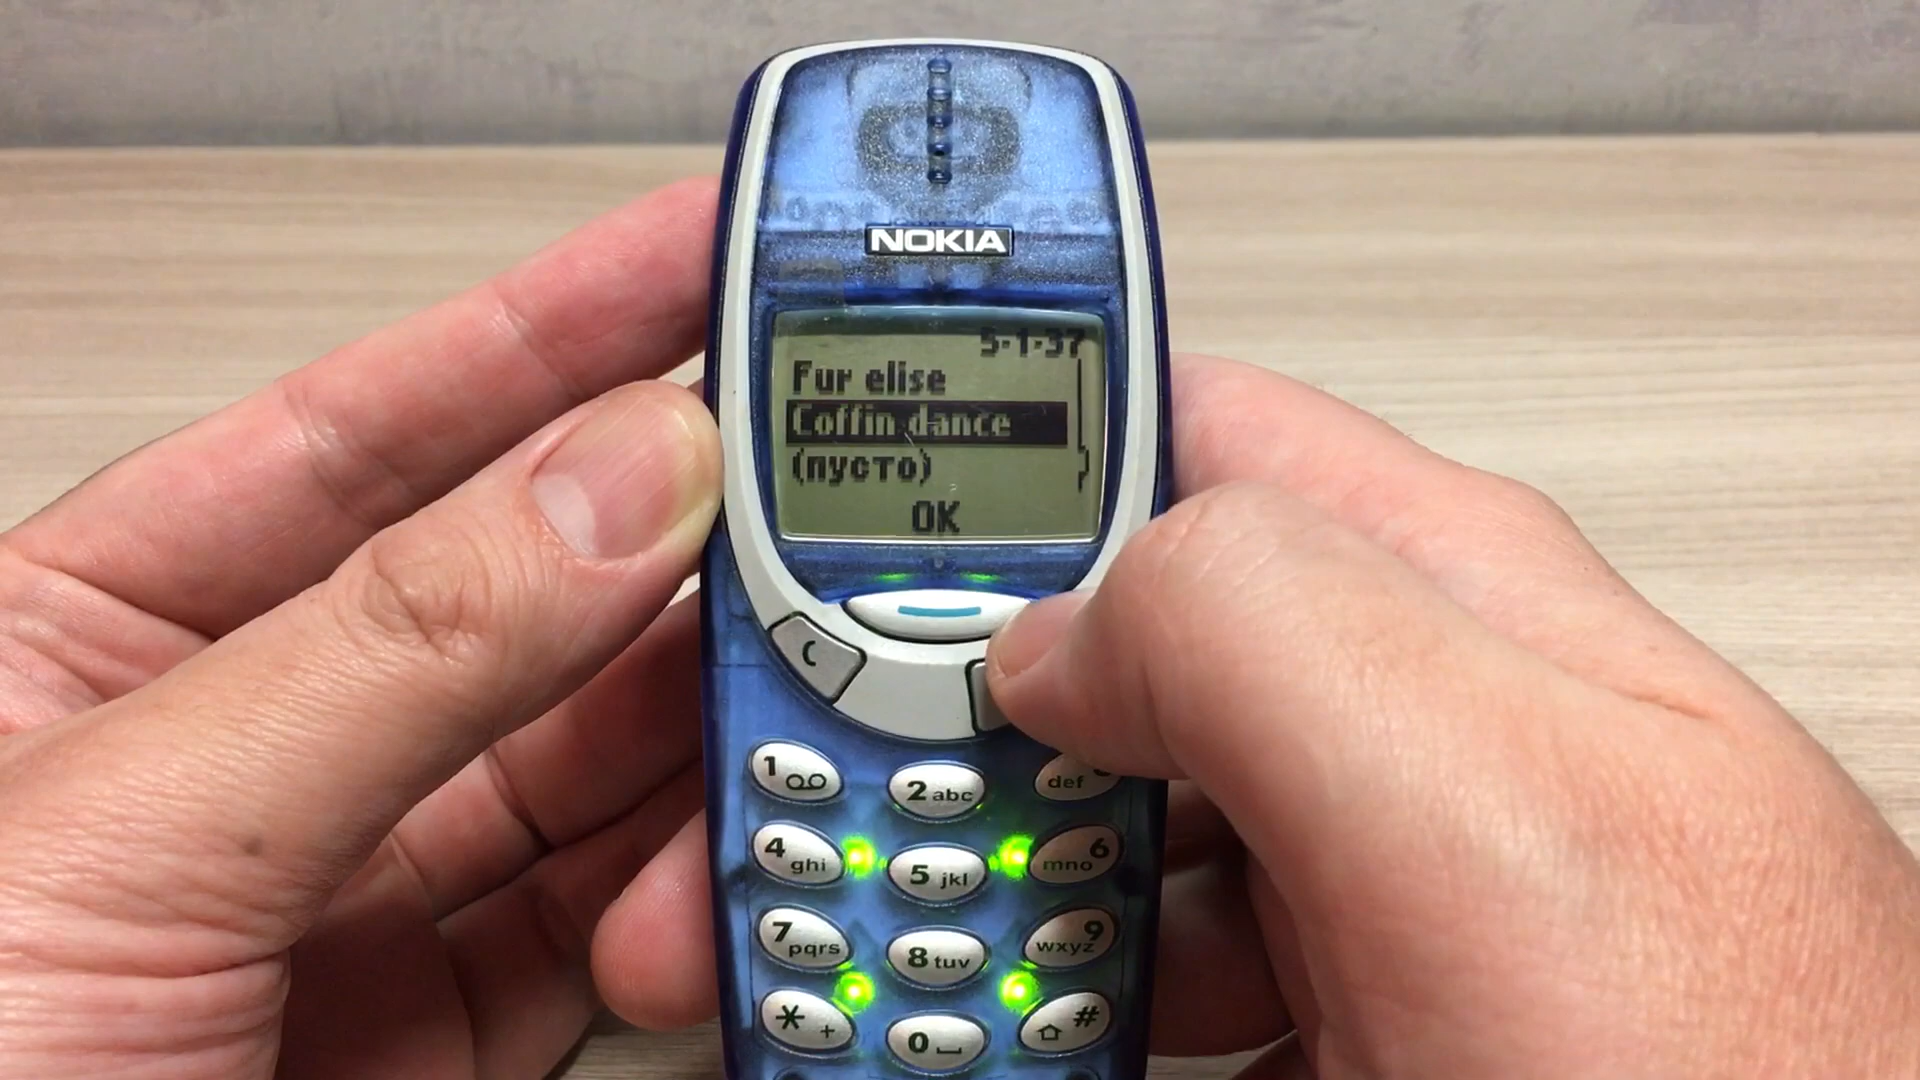 NOKIA
5-1-37
Fur elise
Coffin dance
(пусто)
OK
1
2 abc
def
4 ghi
5 jkl
mno 6
7 pqrs
8 tuv
wxyz 9
* +
0
#